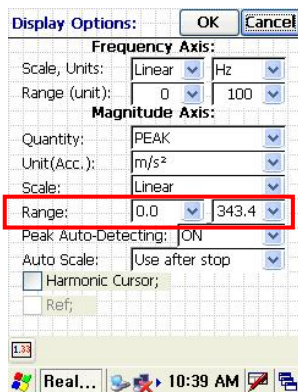 Display Options: OK Cancel
Frequency Axis:
Scale, Units: Linear Hz
Range (unit): 0 100
Magnitude Axis:
Quantity: PEAK
Unit(Acc.): m/s²
Scale: Linear
Range: 0.0 343.4
Peak Auto-Detecting: ON
Auto Scale: Use after stop
Harmonic Cursor;
Ref;
1.33
Real... 10:39 AM